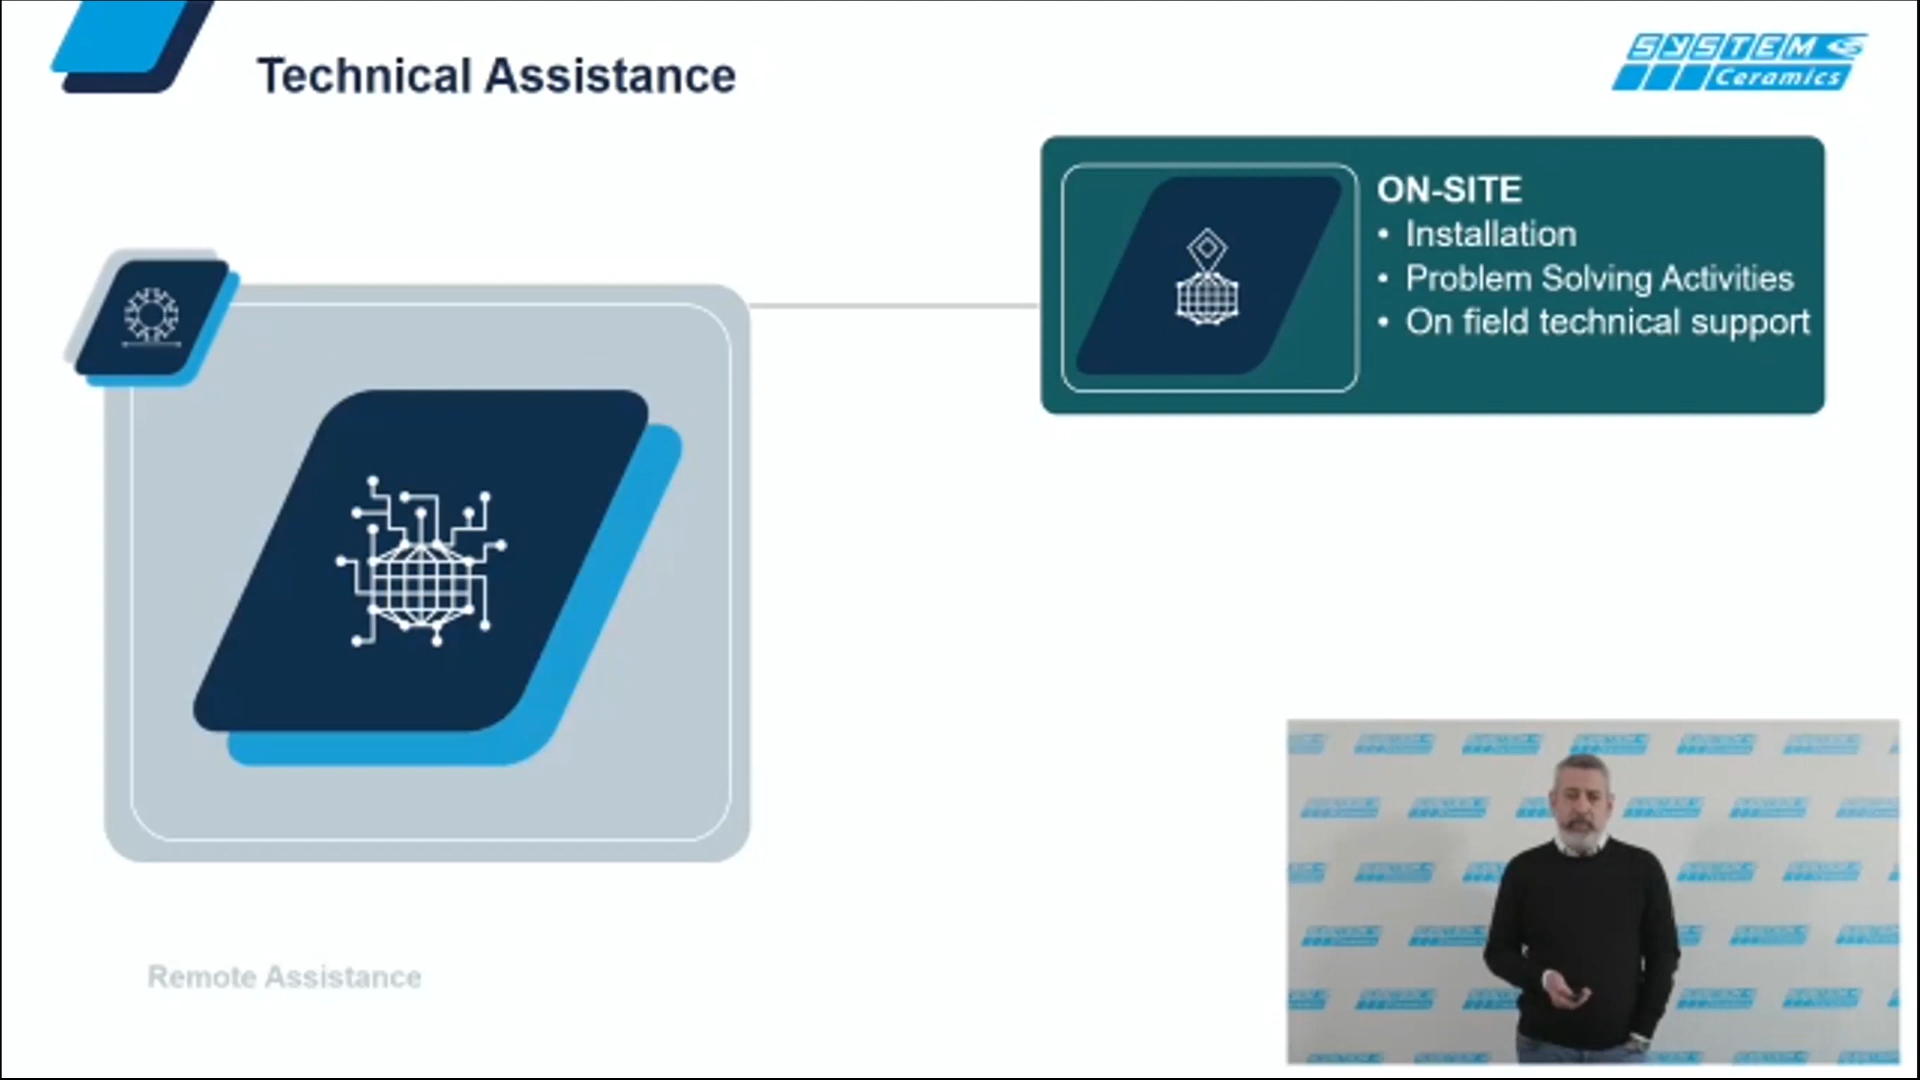 Technical Assistance
SYSTEM
Ceramics
ON-SITE
• Installation
• Problem Solving Activities
• On field technical support
Remote Assistance